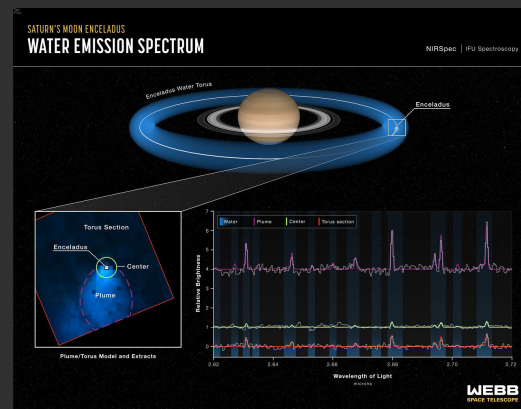 SATURN'S MOON ENCELADUS
WATER EMISSION SPECTRUM
NIRSpec | IFU Spectroscopy
Enceladus Water Torus
Enceladus
Torus Section
Enceladus
Center
Plume
Plume/Torus Model and Extracts
Water Plume Center Torus section
Relative Brightness
7
6
5
4
3
2
1
0
2.62 2.64 2.66 2.68 2.70 2.72
Wavelength of Light
microns
WEBB
SPACE TELESCOPE